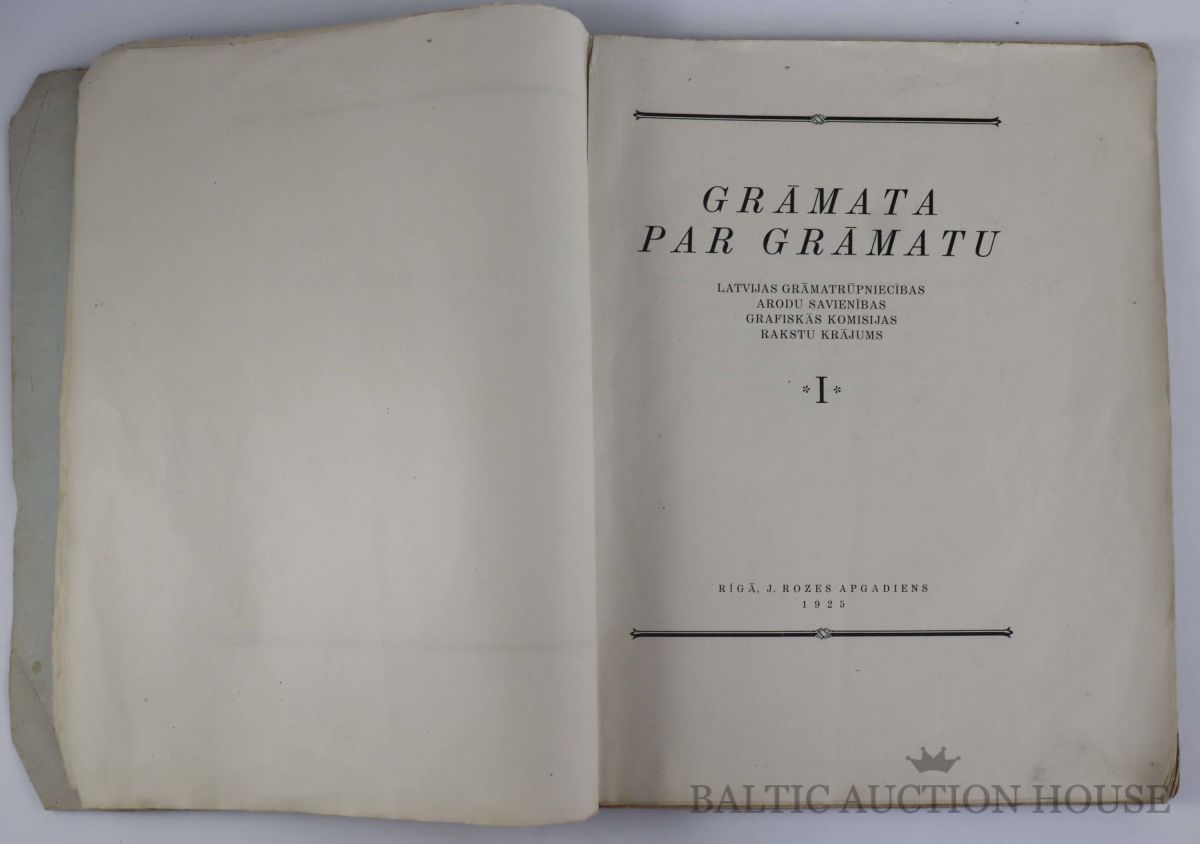 GRĀMATA
PAR GRĀMATU
LATVIJAS GRĀMATRŪPNIECĪBAS
ARODU SAVIENĪBAS
GRAFISKĀS KOMISIJAS
RAKSTU KRĀJUMS
* I *
RĪGĀ, J. ROZES APGADIENS
1925
BALTIC AUCTION HOUSE